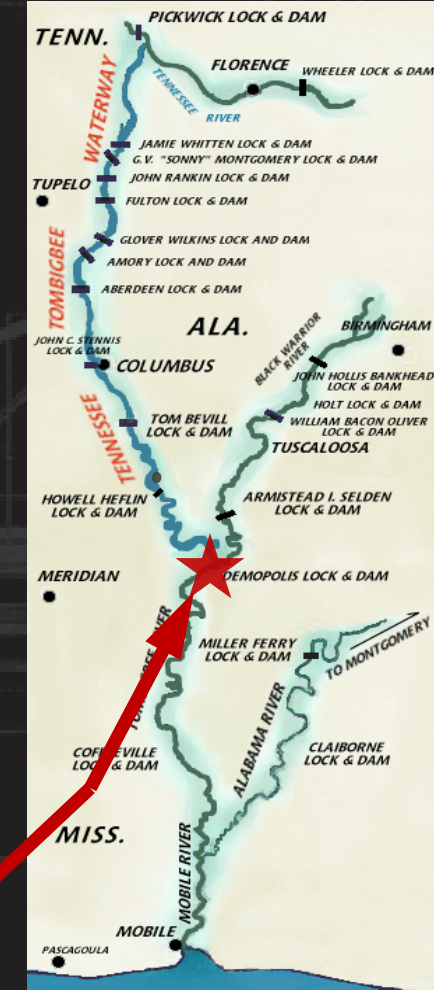 PICKWICK LOCK & DAM
TENN.
FLORENCE
WHEELER LOCK & DAM
WATERWAY
TENNESSEE
RIVER
JAMIE WHITTEN LOCK & DAM
G.V. "SONNY" MONTGOMERY LOCK & DAM
JOHN RANKIN LOCK & DAM
TUPELO
FULTON LOCK & DAM
GLOVER WILKINS LOCK AND DAM
AMORY LOCK AND DAM
TOMBIGBEE
ABERDEEN LOCK & DAM
ALA.
BIRMINGHAM
BLACK WARRIOR
RIVER
JOHN C. STENNIS
LOCK & DAM
COLUMBUS
JOHN HOLLIS BANKHEAD
LOCK & DAM
HOLT LOCK & DAM
WILLIAM BACON OLIVER
LOCK & DAM
TENNESSEE
TOM BEVILL
LOCK & DAM
TUSCALOOSA
HOWELL HEFLIN
LOCK & DAM
ARMISTEAD I. SELDEN
LOCK & DAM
MERIDIAN
DEMOPOLIS LOCK & DAM
MILLER FERRY
LOCK & DAM
TO MONTGOMERY
ALABAMA RIVER
CLAIBORNE
LOCK & DAM
LOCK & DAM
MISS.
MOBILE RIVER
MOBILE
PASCAGOULA